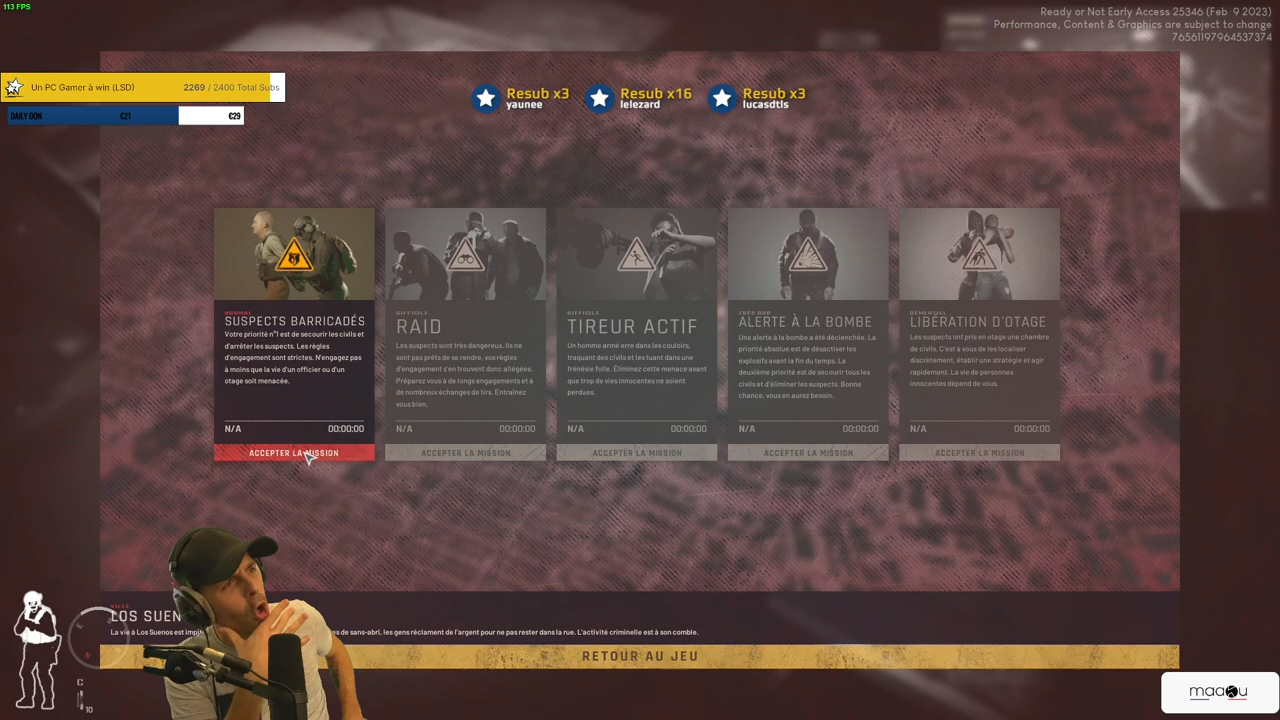 113 FPS
Ready or Not Early Access 25346 (Feb 9 2023)
Performance, Content & Graphics are subject to change
76561197964537374
Un PC Gamer à win (LSD) 2269 / 2400 Total Subs
DAILY DON €21 €29
Resub x3
yaunee
Resub x16
lelezard
Resub x3
lucasdtls
NORMAL
SUSPECTS BARRICADÉS
Votre priorité n°1 est de secourir les civils et
d'arrêter les suspects. Les règles
d'engagement sont strictes. N'engagez pas
à moins que la vie d'un officier ou d'un
otage soit menacée.
N/A 00:00:00
ACCEPTER LA MISSION
DIFFICILE
RAID
Les suspects sont très dangereux. Ils ne
sont pas prêts de se rendre, vos règles
d'engagement s'en trouvent donc allégées.
Préparez vous à de longs engagements et à
de nombreux échanges de tirs. Entraînez
vous bien.
N/A 00:00:00
ACCEPTER LA MISSION
DIFFICILE
TIREUR ACTIF
Un homme armé erre dans les couloirs,
traquant des civils et les tuant dans une
frénésie folle. Éliminez cette menace avant
que trop de vies innocentes ne soient
perdues.
N/A 00:00:00
ACCEPTER LA MISSION
TRÈS DUR
ALERTE À LA BOMBE
Une alerte à la bombe a été déclenchée. La
priorité absolue est de désactiver les
explosifs avant la fin du temps. La
deuxième priorité est de secourir tous les
civils et d'éliminer les suspects. Bonne
chance, vous en aurez besoin.
N/A 00:00:00
ACCEPTER LA MISSION
LIBÉRATION D'OTAGE
Les suspects ont pris en otage une chambre
de civils. C'est à vous de les localiser
discrètement, établir une stratégie et agir
rapidement. La vie de personnes
innocentes dépend de vous.
N/A 00:00:00
ACCEPTER LA MISSION
VILLE
LOS SUEN
La vie à Los Suenos est es de sans-abri, les gens réclament de l'argent pour ne pas rester dans la rue. L'activité criminelle est à son comble.
RETOUR AU JEU
C
10
maaou